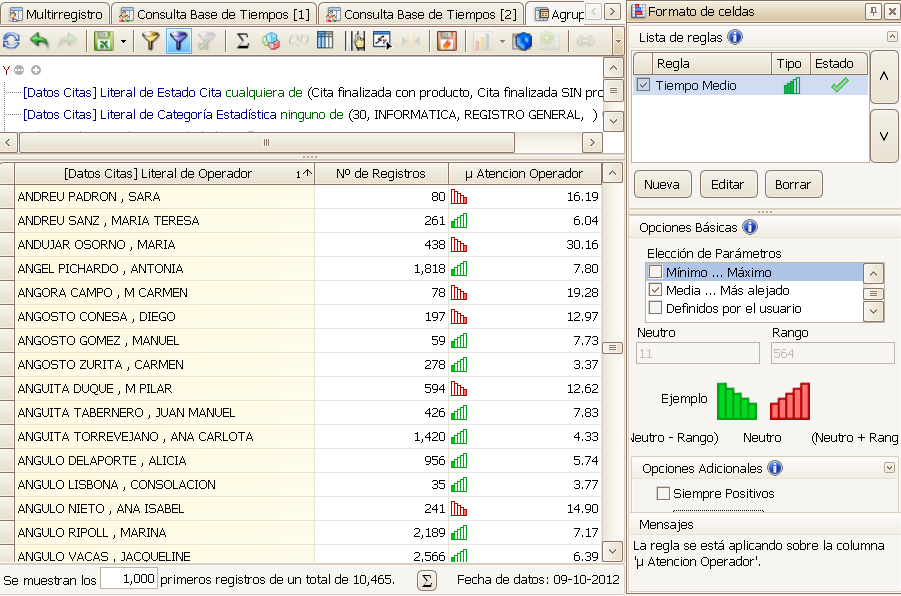 Multirregistro
Consulta Base de Tiempos [1]
Consulta Base de Tiempos [2]
Agrup
Y
[Datos Citas] Literal de Estado Cita cualquiera de (Cita finalizada con producto, Cita finalizada SIN pro
[Datos Citas] Literal de Categoría Estadística ninguno de (30, INFORMATICA, REGISTRO GENERAL, )
[Datos Citas] Literal de Operador 1 Nº de Registros µ Atencion Operador
ANDREU PADRON , SARA 80 16.19
ANDREU SANZ , MARIA TERESA 261 6.04
ANDUJAR OSORNO , MARIA 438 30.16
ANGEL PICHARDO , ANTONIA 1,818 7.80
ANGORA CAMPO , M CARMEN 78 19.28
ANGOSTO CONESA , DIEGO 197 12.97
ANGOSTO GOMEZ , MANUEL 59 7.73
ANGOSTO ZURITA , CARMEN 278 3.37
ANGUITA DUQUE , M PILAR 594 12.62
ANGUITA TABERNERO , JUAN MANUEL 426 7.83
ANGUITA TORREVEJANO , ANA CARLOTA 1,420 4.33
ANGULO DELAPORTE , ALICIA 956 5.74
ANGULO LISBONA , CONSOLACION 35 3.77
ANGULO NIETO , ANA ISABEL 241 14.90
ANGULO RIPOLL , MARINA 2,189 7.17
ANGULO VACAS , JACQUELINE 2,566 6.39
Se muestran los 1,000 primeros registros de un total de 10,465. Σ Fecha de datos: 09-10-2012
Formato de celdas
Lista de reglas
Regla Tipo Estado
Tiempo Medio
Nueva Editar Borrar
Opciones Básicas
Elección de Parámetros
Mínimo ... Máximo
Media ... Más alejado
Definidos por el usuario
Neutro Rango
11 564
Ejemplo
Neutro - Rango) Neutro (Neutro + Rang
Opciones Adicionales
Siempre Positivos
Mensajes
La regla se está aplicando sobre la columna
'µ Atencion Operador'.